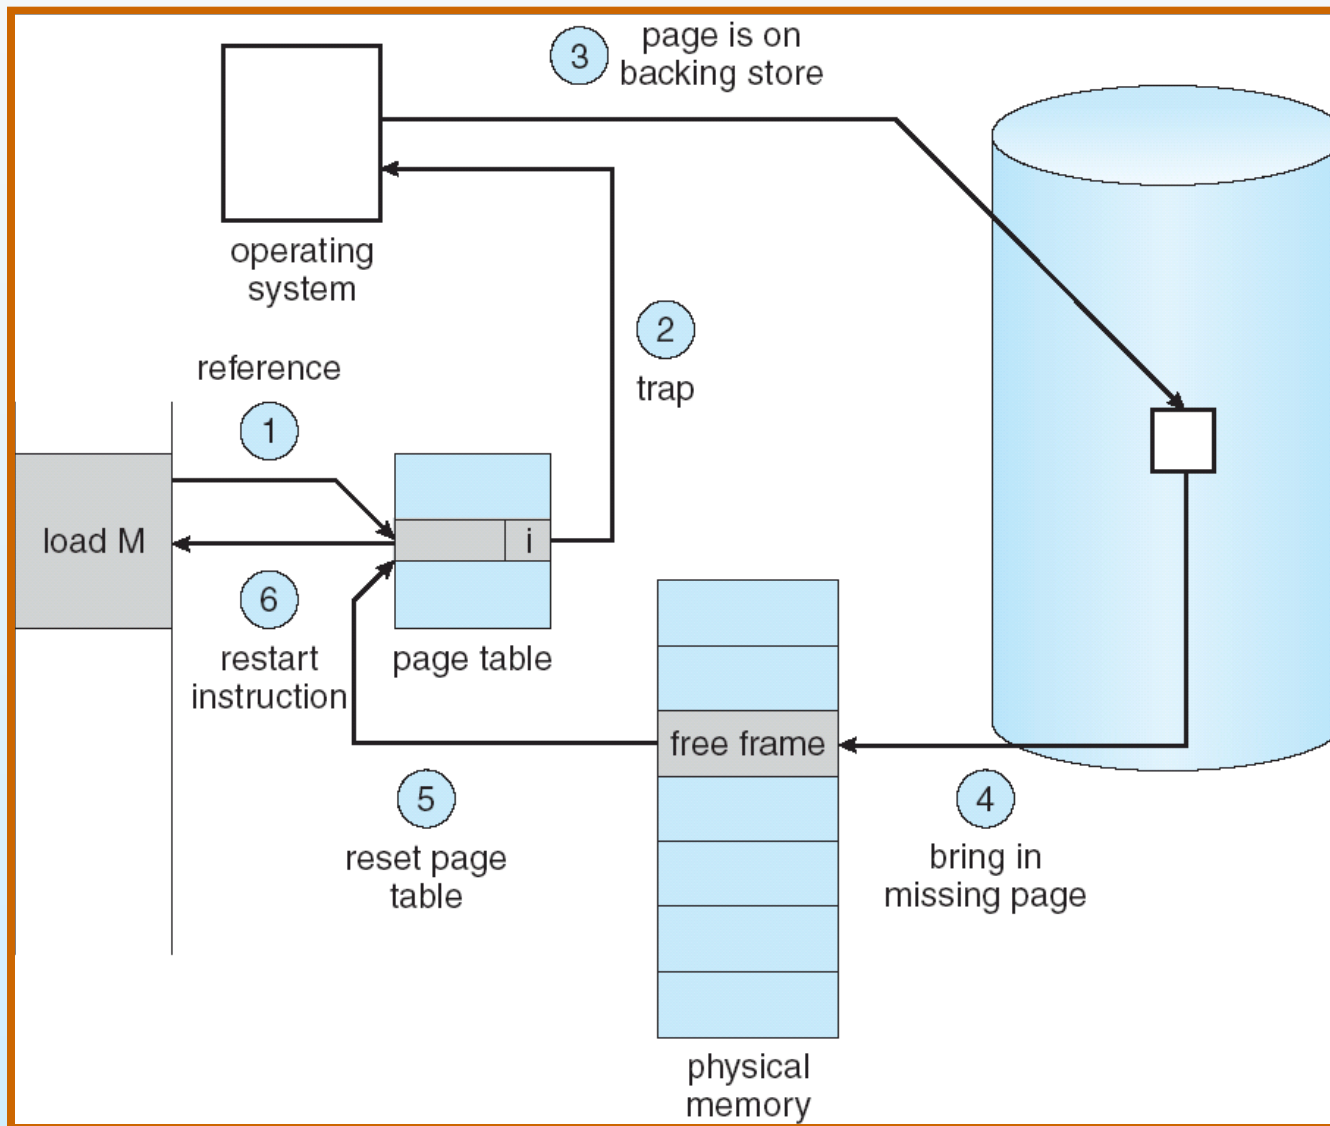 3
page is on
backing store
operating
system
2
trap
reference
1
load M
i
6
restart
instruction
page table
free frame
5
reset page
table
4
bring in
missing page
physical
memory